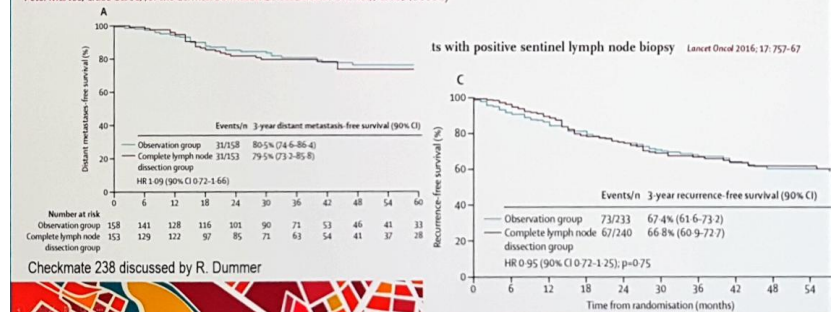 A
100
80
60
40
20
0
Distant metastases-free survival (%)
Events/n 3-year distant metastasis-free survival (90% CI)
Observation group 31/158 80·5% (74·6-86·4)
Complete lymph node 31/153 79·5% (73·2-85·8)
dissection group
HR 1·09 (90% CI 0·72-1·66)
0 6 12 18 24 30 36 42 48 54 60
Number at risk
Observation group 158 141 128 116 101 90 71 53 46 41 33
Complete lymph node 153 129 122 97 85 71 63 54 41 37 28
dissection group
Checkmate 238 discussed by R. Dummer
ts with positive sentinel lymph node biopsy Lancet Oncol 2016; 17: 757-67
C
100
80
60
40
20
0
Recurrence-free survival (%)
Events/n 3-year recurrence-free survival (90% CI)
Observation group 73/233 67·4% (61·6-73·2)
Complete lymph node 67/240 66·8% (60·9-72·7)
dissection group
HR 0·95 (90% CI 0·72-1·25); p=0·75
0 6 12 18 24 30 36 42 48 54
Time from randomisation (months)